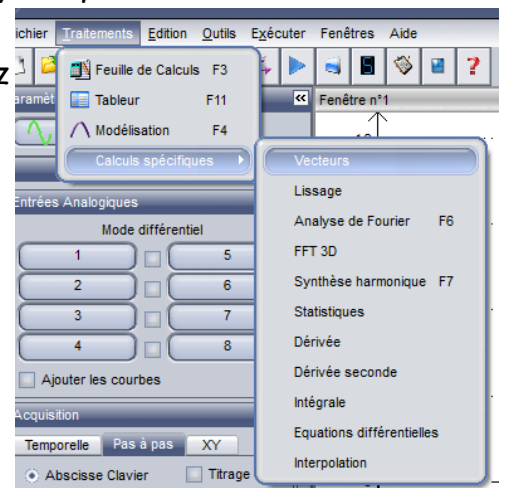 ichier Traitements Edition Outils Exécuter Fenêtres Aide
Z
Feuille de Calculs F3
Tableur F11
Modélisation F4
Calculs spécifiques
aramèt
Fenêtre n°1
Vecteurs
Lissage
Analyse de Fourier F6
FFT 3D
Synthèse harmonique F7
Statistiques
Dérivée
Dérivée seconde
Intégrale
Equations différentielles
Interpolation
Entrées Analogiques
Mode différentiel
1 5
2 6
3 7
4 8
Ajouter les courbes
Acquisition
Temporelle Pas à pas XY
Abscisse Clavier Titrage